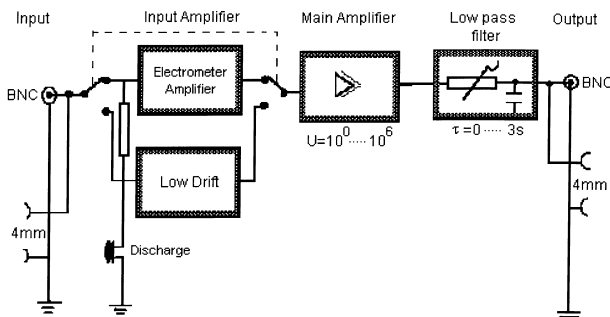 Input
Input Amplifier
Main Amplifier
Low pass
filter
Output
BNC
Electrometer
Amplifier
BNC
U=10⁰ ····· 10⁶
τ=0 ····· 3s
Low Drift
4mm
4mm
Discharge